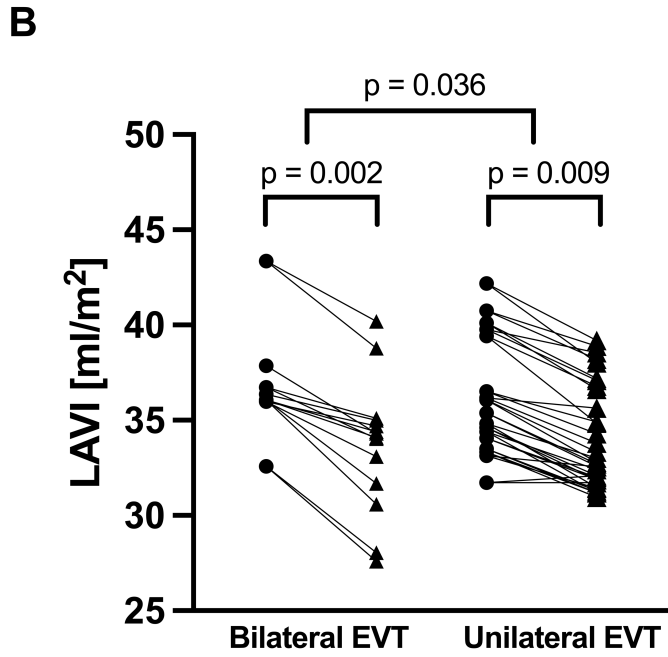 B
p = 0.036
p = 0.002
p = 0.009
50
45
40
35
30
25
LAVI [ml/m²]
Bilateral EVT
Unilateral EVT